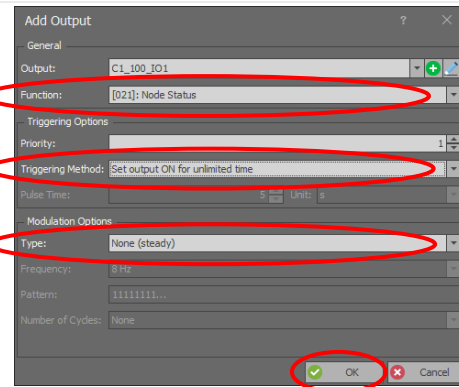 Add Output ? ×
General
Output: C1_100_IO1
Function: [021]: Node Status
Triggering Options
Priority: 1
Triggering Method: Set output ON for unlimited time
Pulse Time: 5 Unit: s
Modulation Options
Type: None (steady)
Frequency: 8 Hz
Pattern: 11111111...
Number of Cycles: None
OK Cancel